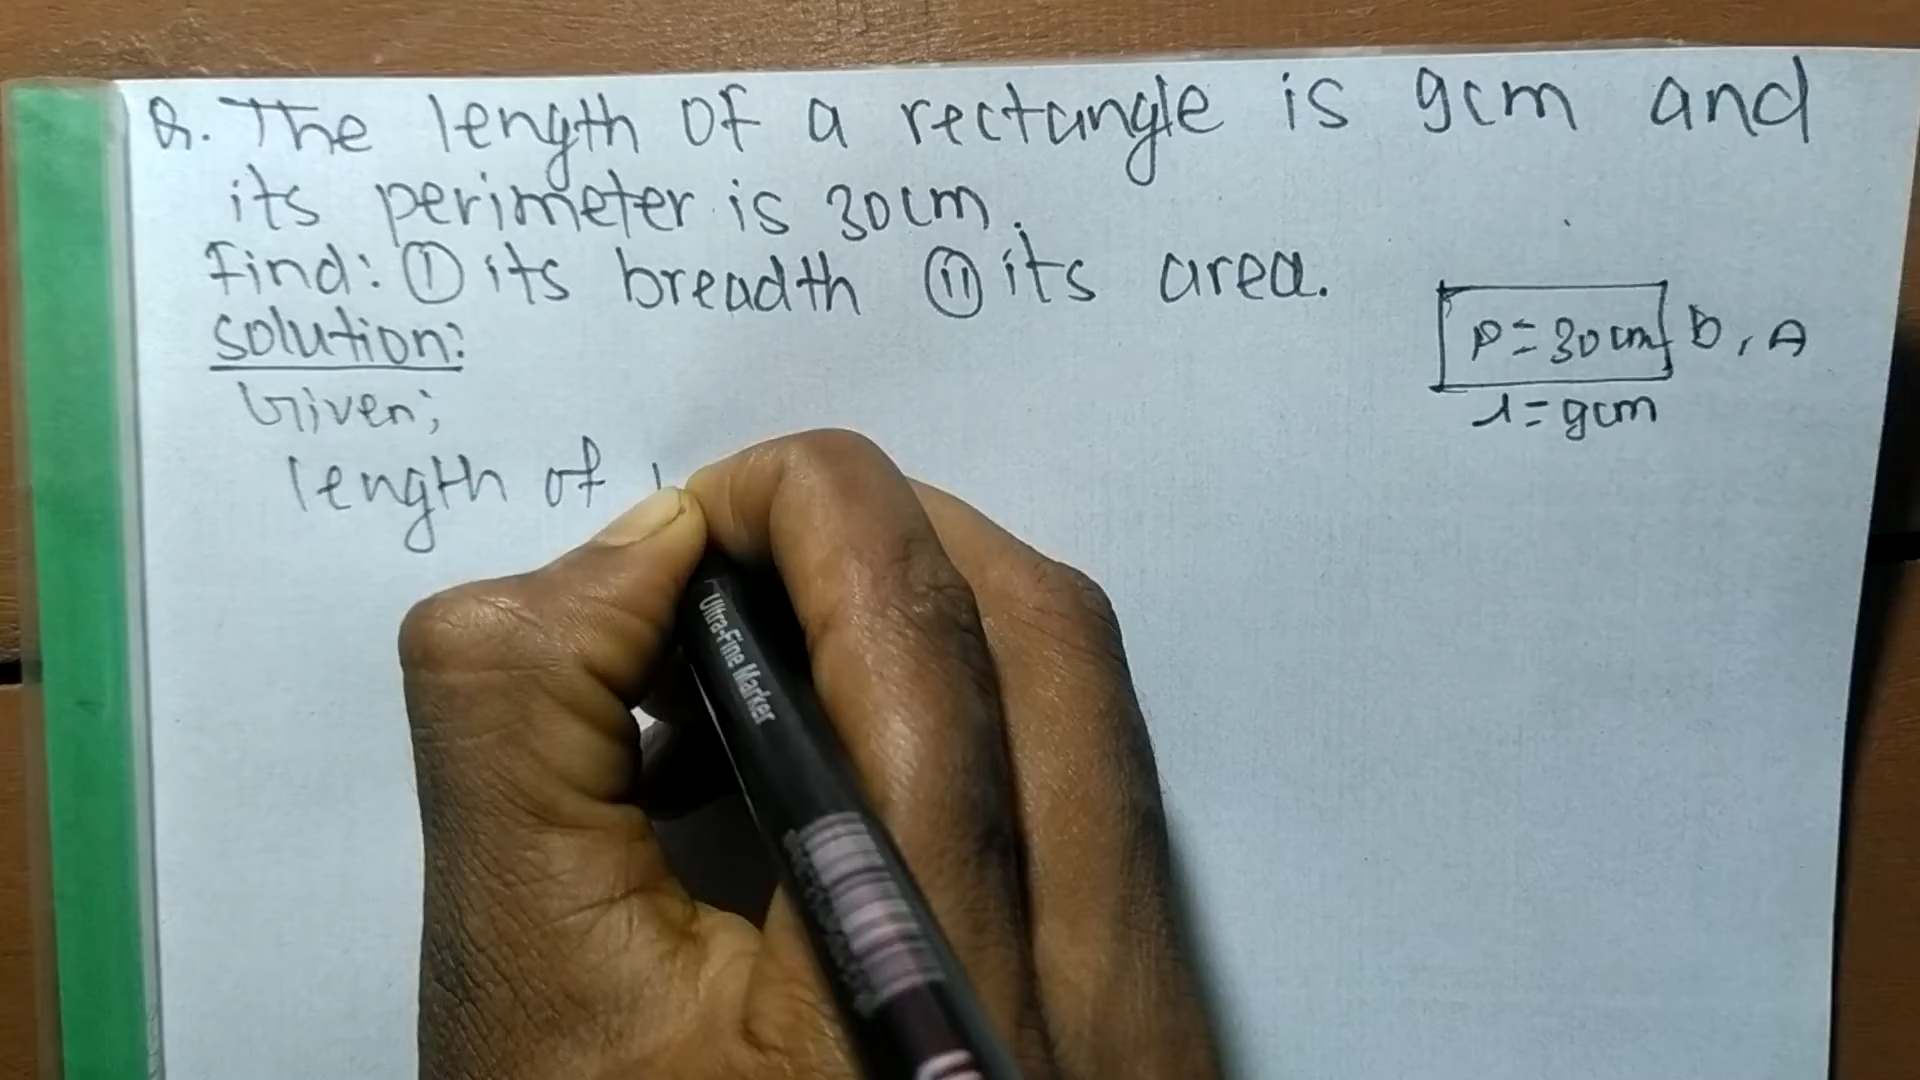 Q. The length of a rectangle is 9cm and
its perimeter is 30cm.
Find: (i) its breadth (ii) its area.
Solution:
Given;
length of
P=30cm b, A
l=9cm
Ultra-Fine Marker